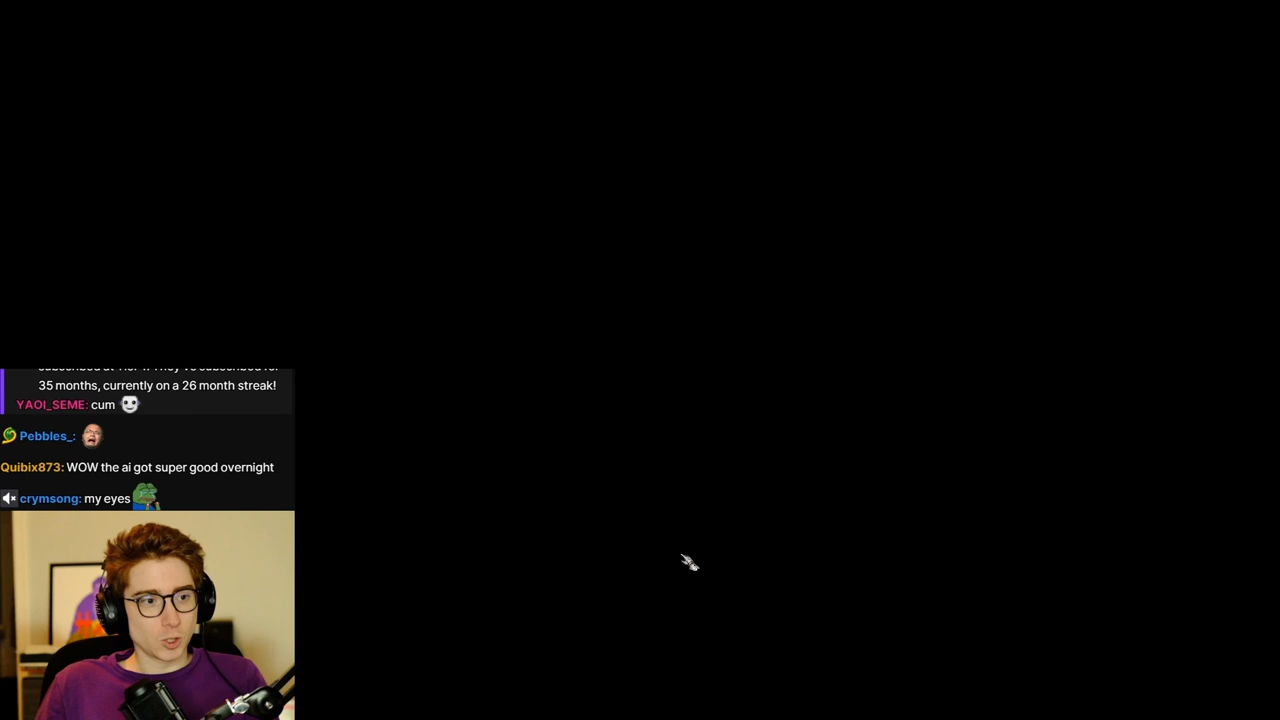 35 months, currently on a 26 month streak!
YAOI_SEME: cum
Pebbles_:
Quibix873: WOW the ai got super good overnight
crymsong: my eyes